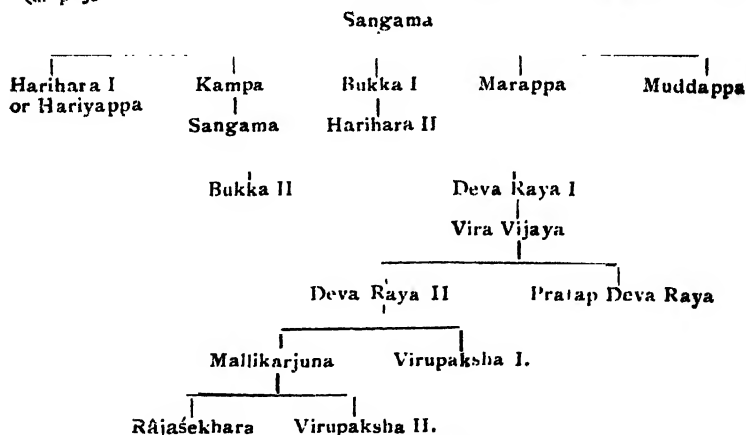 Sangama
Harihara I Kampa Bukka I Marappa Muddappa
or Hariyappa
Sangama Harihara II
Bukka II Deva Raya I
Vira Vijaya
Deva Raya II Pratap Deva Raya
Mallikarjuna Virupaksha I.
Râjaśekhara Virupaksha II.